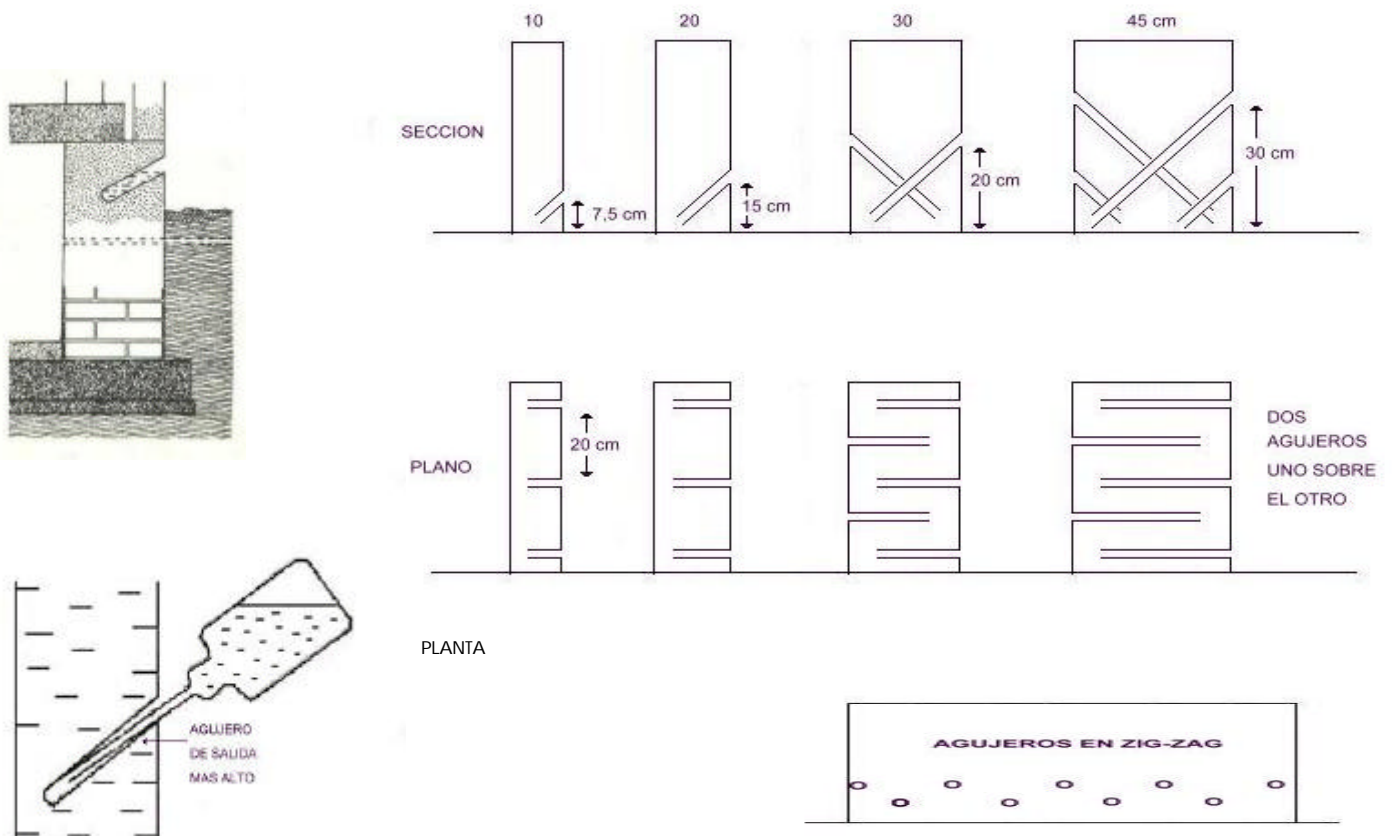 10
20
30
45 cm
SECCION
7,5 cm
15 cm
20 cm
30 cm
PLANO
20 cm
DOS
AGUJEROS
UNO SOBRE
EL OTRO
PLANTA
AGUJERO
DE SALIDA
MAS ALTO
AGUJEROS EN ZIG-ZAG